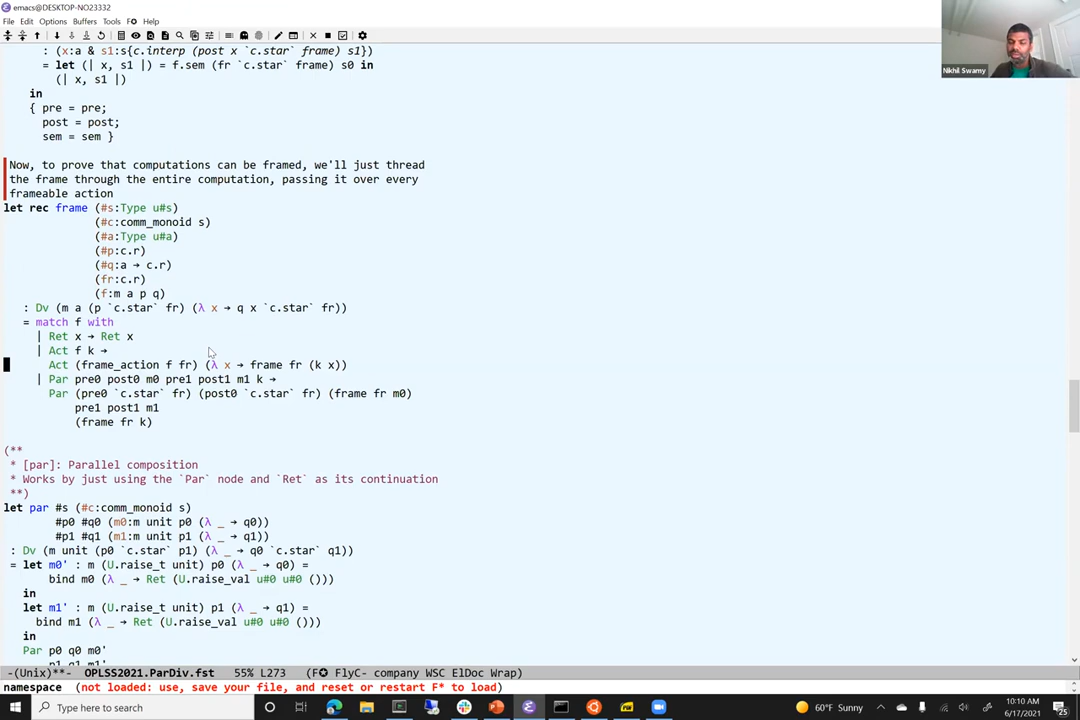 emacs@DESKTOP-NO23332
File Edit Options Buffers Tools F✪ Help
: (x:a & s1:s{c.interp (post x `c.star` frame) s1})
= let (| x, s1 |) = f.sem (fr `c.star` frame) s0 in
(| x, s1 |)
in
{ pre = pre;
post = post;
sem = sem }
Now, to prove that computations can be framed, we'll just thread
the frame through the entire computation, passing it over every
frameable action
let rec frame (#s:Type u#s)
(#c:comm_monoid s)
(#a:Type u#a)
(#p:c.r)
(#q:a → c.r)
(fr:c.r)
(f:m a p q)
: Dv (m a (p `c.star` fr) (λ x → q x `c.star` fr))
= match f with
| Ret x → Ret x
| Act f k →
Act (frame_action f fr) (λ x → frame fr (k x))
| Par pre0 post0 m0 pre1 post1 m1 k →
Par (pre0 `c.star` fr) (post0 `c.star` fr) (frame fr m0)
pre1 post1 m1
(frame fr k)
(**
* [par]: Parallel composition
* Works by just using the `Par` node and `Ret` as its continuation
**)
let par #s (#c:comm_monoid s)
#p0 #q0 (m0:m unit p0 (λ _ → q0))
#p1 #q1 (m1:m unit p1 (λ _ → q1))
: Dv (m unit (p0 `c.star` p1) (λ _ → q0 `c.star` q1))
= let m0' : m (U.raise_t unit) p0 (λ _ → q0) =
bind m0 (λ _ → Ret (U.raise_val u#0 u#0 ()))
in
let m1' : m (U.raise_t unit) p1 (λ _ → q1) =
bind m1 (λ _ → Ret (U.raise_val u#0 u#0 ()))
in
Par p0 q0 m0'
p1 q1 m1'
-(Unix)**- OPLSS2021.ParDiv.fst 55% L273 (F✪ FlyC- company WSC ElDoc Wrap)
namespace (not loaded: use, save your file, and reset or restart F* to load)
Nikhil Swamy
Type here to search
60°F Sunny
10:10 AM
6/17/2021
25